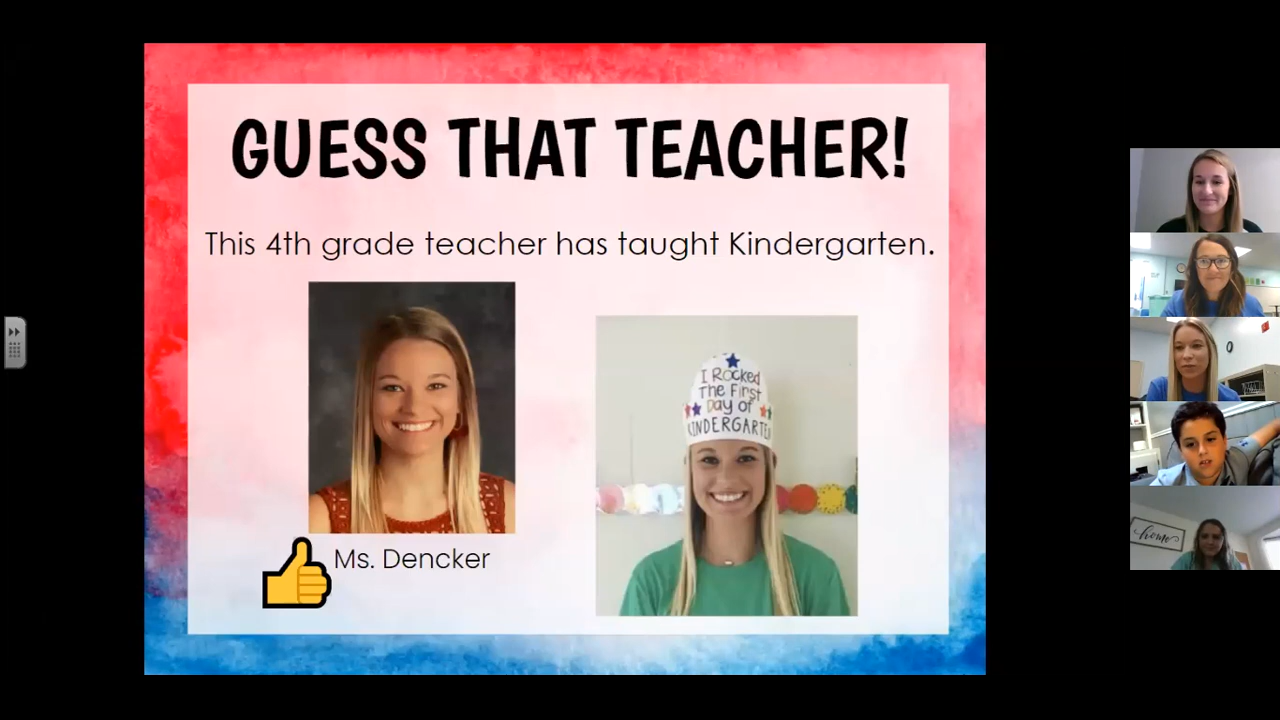 GUESS THAT TEACHER!
This 4th grade teacher has taught Kindergarten.
I Rocked
The First
Day of
KINDERGARTEN
Ms. Dencker
home